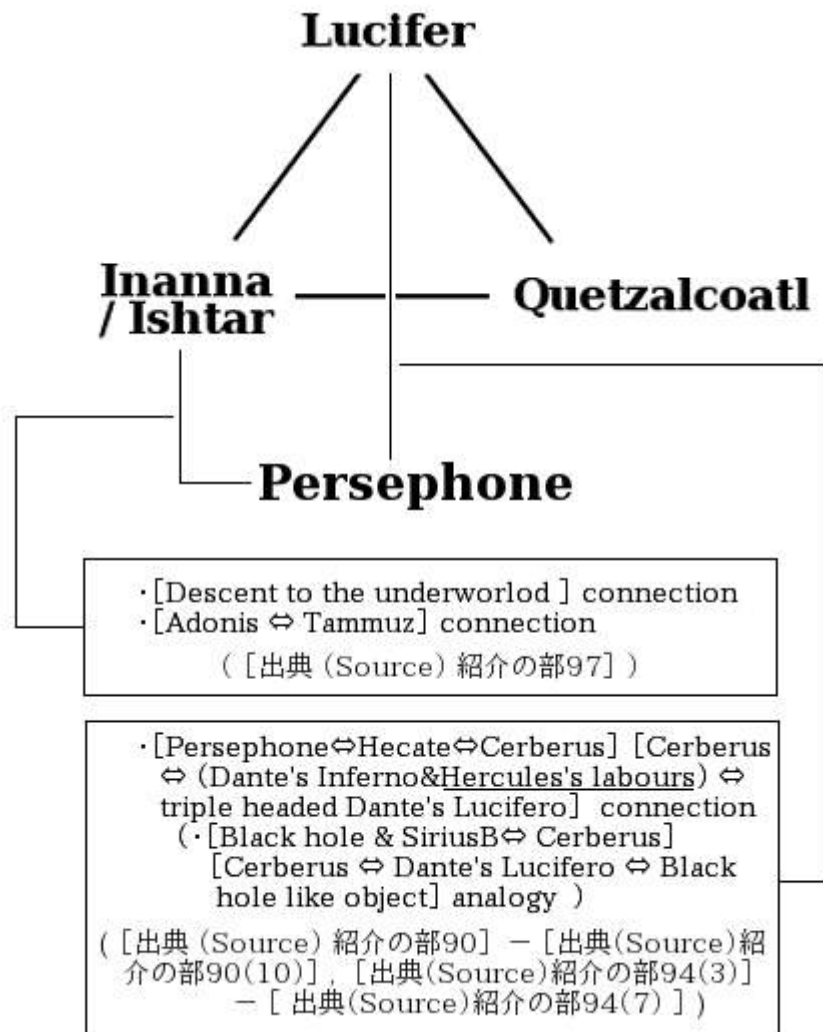 Lucifer
Inanna
/ Ishtar
Quetzalcoatl
Persephone
・[Descent to the underworlod ] connection
・[Adonis ⇔ Tammuz] connection
( [出典 (Source) 紹介の部97] )
・[Persephone⇔Hecate⇔Cerberus] [Cerberus
⇔ (Dante's Inferno&Hercules's labours) ⇔
triple headed Dante's Lucifero] connection
(・[Black hole & SiriusB⇔ Cerberus]
[Cerberus ⇔ Dante's Lucifero ⇔ Black
hole like object] analogy )
( [出典 (Source) 紹介の部90] － [出典(Source)紹
介の部90(10)] , [出典(Source)紹介の部94(3)]
－ [ 出典(Source)紹介の部94(7) ] )